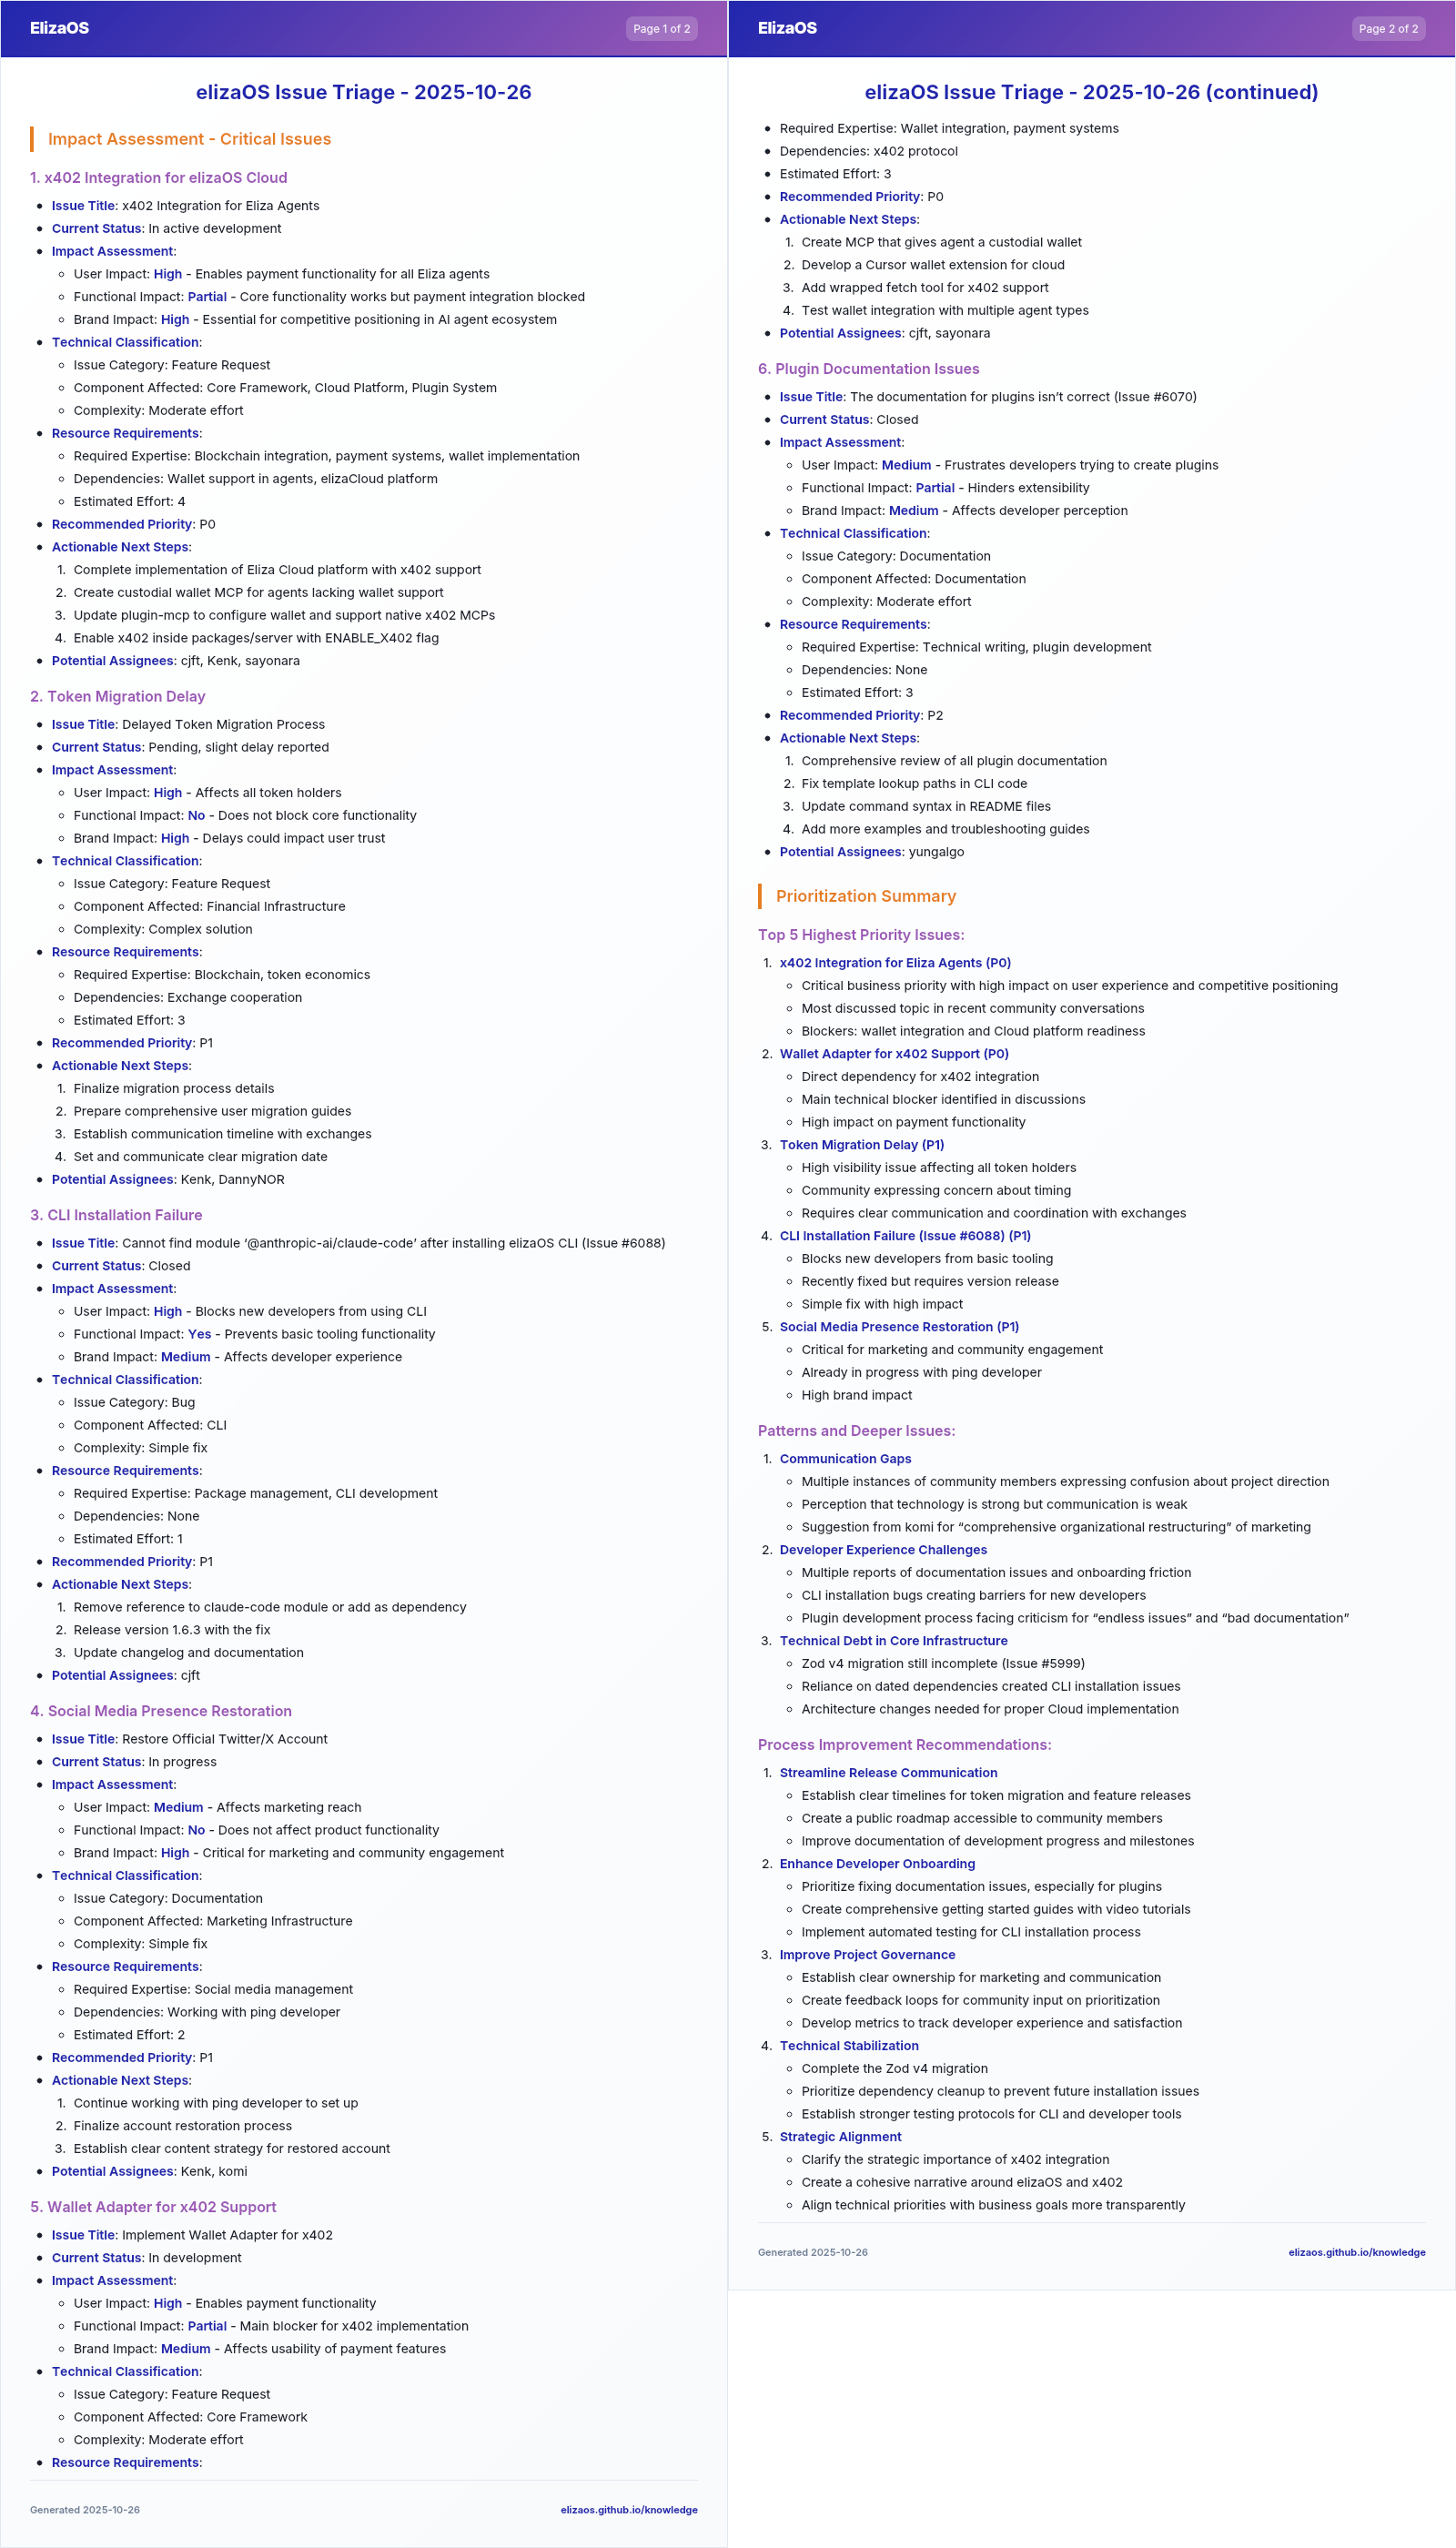 ElizaOS
Page 1 of 2
elizaOS Issue Triage - 2025-10-26
Impact Assessment - Critical Issues
1. x402 Integration for elizaOS Cloud
• Issue Title: x402 Integration for Eliza Agents
• Current Status: In active development
• Impact Assessment:
◦ User Impact: High - Enables payment functionality for all Eliza agents
◦ Functional Impact: Partial - Core functionality works but payment integration blocked
◦ Brand Impact: High - Essential for competitive positioning in AI agent ecosystem
• Technical Classification:
◦ Issue Category: Feature Request
◦ Component Affected: Core Framework, Cloud Platform, Plugin System
◦ Complexity: Moderate effort
• Resource Requirements:
◦ Required Expertise: Blockchain integration, payment systems, wallet implementation
◦ Dependencies: Wallet support in agents, elizaCloud platform
◦ Estimated Effort: 4
• Recommended Priority: P0
• Actionable Next Steps:
1. Complete implementation of Eliza Cloud platform with x402 support
2. Create custodial wallet MCP for agents lacking wallet support
3. Update plugin-mcp to configure wallet and support native x402 MCPs
4. Enable x402 inside packages/server with ENABLE_X402 flag
• Potential Assignees: cjft, Kenk, sayonara
2. Token Migration Delay
• Issue Title: Delayed Token Migration Process
• Current Status: Pending, slight delay reported
• Impact Assessment:
◦ User Impact: High - Affects all token holders
◦ Functional Impact: No - Does not block core functionality
◦ Brand Impact: High - Delays could impact user trust
• Technical Classification:
◦ Issue Category: Feature Request
◦ Component Affected: Financial Infrastructure
◦ Complexity: Complex solution
• Resource Requirements:
◦ Required Expertise: Blockchain, token economics
◦ Dependencies: Exchange cooperation
◦ Estimated Effort: 3
• Recommended Priority: P1
• Actionable Next Steps:
1. Finalize migration process details
2. Prepare comprehensive user migration guides
3. Establish communication timeline with exchanges
4. Set and communicate clear migration date
• Potential Assignees: Kenk, DannyNOR
3. CLI Installation Failure
• Issue Title: Cannot find module ‘@anthropic-ai/claude-code’ after installing elizaOS CLI (Issue #6088)
• Current Status: Closed
• Impact Assessment:
◦ User Impact: High - Blocks new developers from using CLI
◦ Functional Impact: Yes - Prevents basic tooling functionality
◦ Brand Impact: Medium - Affects developer experience
• Technical Classification:
◦ Issue Category: Bug
◦ Component Affected: CLI
◦ Complexity: Simple fix
• Resource Requirements:
◦ Required Expertise: Package management, CLI development
◦ Dependencies: None
◦ Estimated Effort: 1
• Recommended Priority: P1
• Actionable Next Steps:
1. Remove reference to claude-code module or add as dependency
2. Release version 1.6.3 with the fix
3. Update changelog and documentation
• Potential Assignees: cjft
4. Social Media Presence Restoration
• Issue Title: Restore Official Twitter/X Account
• Current Status: In progress
• Impact Assessment:
◦ User Impact: Medium - Affects marketing reach
◦ Functional Impact: No - Does not affect product functionality
◦ Brand Impact: High - Critical for marketing and community engagement
• Technical Classification:
◦ Issue Category: Documentation
◦ Component Affected: Marketing Infrastructure
◦ Complexity: Simple fix
• Resource Requirements:
◦ Required Expertise: Social media management
◦ Dependencies: Working with ping developer
◦ Estimated Effort: 2
• Recommended Priority: P1
• Actionable Next Steps:
1. Continue working with ping developer to set up
2. Finalize account restoration process
3. Establish clear content strategy for restored account
• Potential Assignees: Kenk, komi
5. Wallet Adapter for x402 Support
• Issue Title: Implement Wallet Adapter for x402
• Current Status: In development
• Impact Assessment:
◦ User Impact: High - Enables payment functionality
◦ Functional Impact: Partial - Main blocker for x402 implementation
◦ Brand Impact: Medium - Affects usability of payment features
• Technical Classification:
◦ Issue Category: Feature Request
◦ Component Affected: Core Framework
◦ Complexity: Moderate effort
• Resource Requirements:
Generated 2025-10-26
elizaos.github.io/knowledge
ElizaOS
Page 2 of 2
elizaOS Issue Triage - 2025-10-26 (continued)
• Required Expertise: Wallet integration, payment systems
• Dependencies: x402 protocol
• Estimated Effort: 3
• Recommended Priority: P0
• Actionable Next Steps:
1. Create MCP that gives agent a custodial wallet
2. Develop a Cursor wallet extension for cloud
3. Add wrapped fetch tool for x402 support
4. Test wallet integration with multiple agent types
• Potential Assignees: cjft, sayonara
6. Plugin Documentation Issues
• Issue Title: The documentation for plugins isn’t correct (Issue #6070)
• Current Status: Closed
• Impact Assessment:
◦ User Impact: Medium - Frustrates developers trying to create plugins
◦ Functional Impact: Partial - Hinders extensibility
◦ Brand Impact: Medium - Affects developer perception
• Technical Classification:
◦ Issue Category: Documentation
◦ Component Affected: Documentation
◦ Complexity: Moderate effort
• Resource Requirements:
◦ Required Expertise: Technical writing, plugin development
◦ Dependencies: None
◦ Estimated Effort: 3
• Recommended Priority: P2
• Actionable Next Steps:
1. Comprehensive review of all plugin documentation
2. Fix template lookup paths in CLI code
3. Update command syntax in README files
4. Add more examples and troubleshooting guides
• Potential Assignees: yungalgo
Prioritization Summary
Top 5 Highest Priority Issues:
1. x402 Integration for Eliza Agents (P0)
◦ Critical business priority with high impact on user experience and competitive positioning
◦ Most discussed topic in recent community conversations
◦ Blockers: wallet integration and Cloud platform readiness
2. Wallet Adapter for x402 Support (P0)
◦ Direct dependency for x402 integration
◦ Main technical blocker identified in discussions
◦ High impact on payment functionality
3. Token Migration Delay (P1)
◦ High visibility issue affecting all token holders
◦ Community expressing concern about timing
◦ Requires clear communication and coordination with exchanges
4. CLI Installation Failure (Issue #6088) (P1)
◦ Blocks new developers from basic tooling
◦ Recently fixed but requires version release
◦ Simple fix with high impact
5. Social Media Presence Restoration (P1)
◦ Critical for marketing and community engagement
◦ Already in progress with ping developer
◦ High brand impact
Patterns and Deeper Issues:
1. Communication Gaps
◦ Multiple instances of community members expressing confusion about project direction
◦ Perception that technology is strong but communication is weak
◦ Suggestion from komi for “comprehensive organizational restructuring” of marketing
2. Developer Experience Challenges
◦ Multiple reports of documentation issues and onboarding friction
◦ CLI installation bugs creating barriers for new developers
◦ Plugin development process facing criticism for “endless issues” and “bad documentation”
3. Technical Debt in Core Infrastructure
◦ Zod v4 migration still incomplete (Issue #5999)
◦ Reliance on dated dependencies created CLI installation issues
◦ Architecture changes needed for proper Cloud implementation
Process Improvement Recommendations:
1. Streamline Release Communication
◦ Establish clear timelines for token migration and feature releases
◦ Create a public roadmap accessible to community members
◦ Improve documentation of development progress and milestones
2. Enhance Developer Onboarding
◦ Prioritize fixing documentation issues, especially for plugins
◦ Create comprehensive getting started guides with video tutorials
◦ Implement automated testing for CLI installation process
3. Improve Project Governance
◦ Establish clear ownership for marketing and communication
◦ Create feedback loops for community input on prioritization
◦ Develop metrics to track developer experience and satisfaction
4. Technical Stabilization
◦ Complete the Zod v4 migration
◦ Prioritize dependency cleanup to prevent future installation issues
◦ Establish stronger testing protocols for CLI and developer tools
5. Strategic Alignment
◦ Clarify the strategic importance of x402 integration
◦ Create a cohesive narrative around elizaOS and x402
◦ Align technical priorities with business goals more transparently
Generated 2025-10-26
elizaos.github.io/knowledge